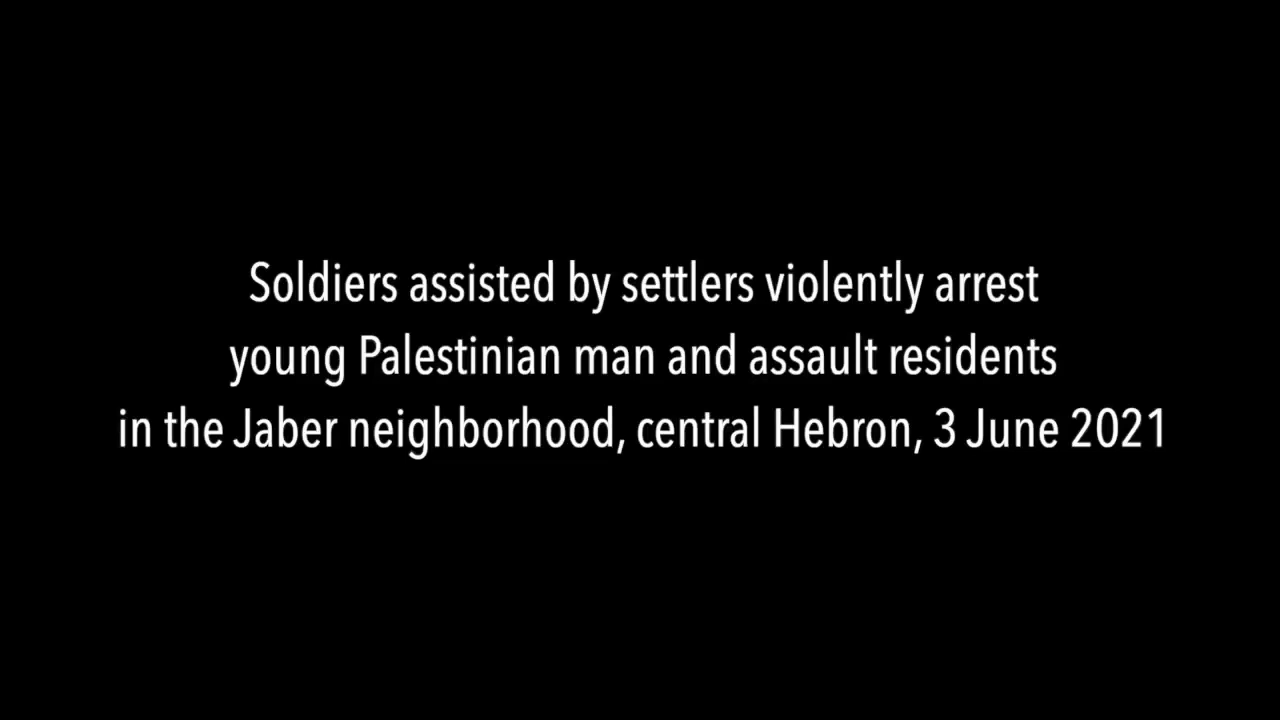 Soldiers assisted by settlers violently arrest
young Palestinian man and assault residents
in the Jaber neighborhood, central Hebron, 3 June 2021